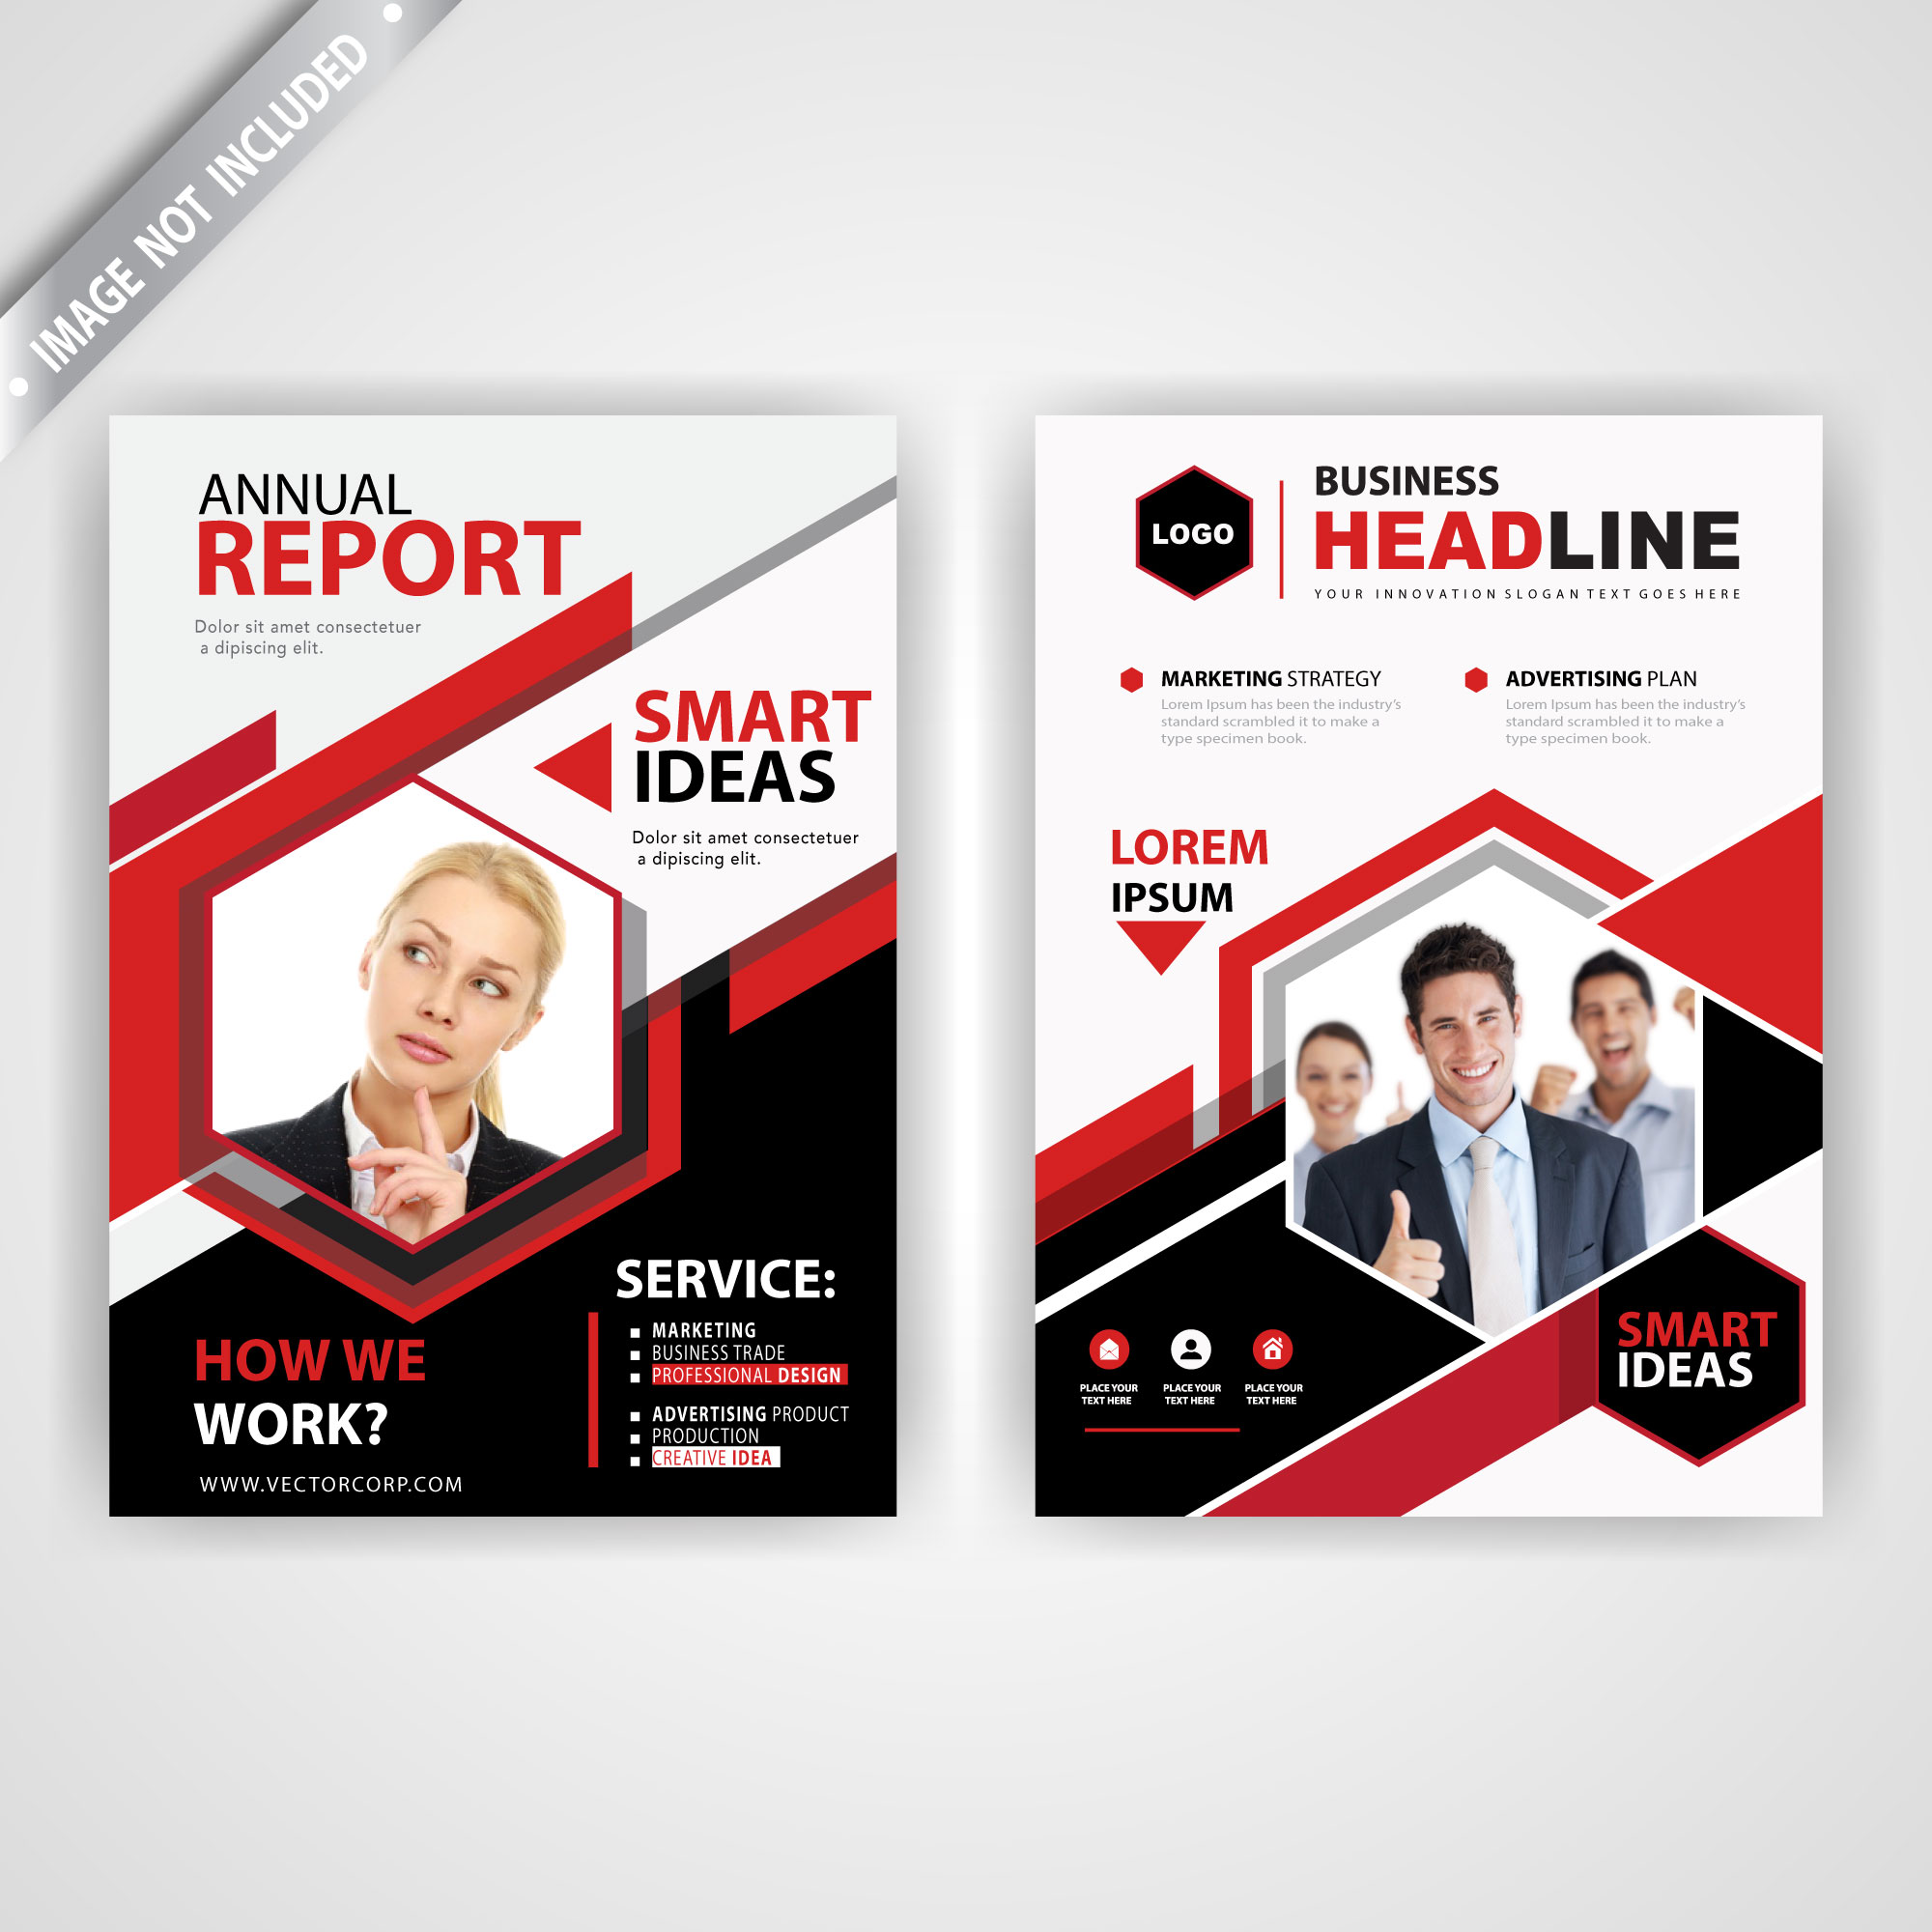 IMAGE NOT INCLUDED
ANNUAL
REPORT
Dolor sit amet consectetuer
a dipiscing elit.
SMART
IDEAS
Dolor sit amet consectetuer
a dipiscing elit.
SERVICE:
MARKETING
BUSINESS TRADE
PROFESSIONAL DESIGN
ADVERTISING PRODUCT
PRODUCTION
CREATIVE IDEA
HOW WE
WORK?
WWW.VECTORCORP.COM
LOGO
BUSINESS
HEADLINE
YOUR INNOVATION SLOGAN TEXT GOES HERE
MARKETING STRATEGY
Lorem Ipsum has been the industry's
standard scrambled it to make a
type specimen book.
ADVERTISING PLAN
Lorem Ipsum has been the industry's
standard scrambled it to make a
type specimen book.
LOREM
IPSUM
PLACE YOUR
TEXT HERE
PLACE YOUR
TEXT HERE
PLACE YOUR
TEXT HERE
SMART
IDEAS